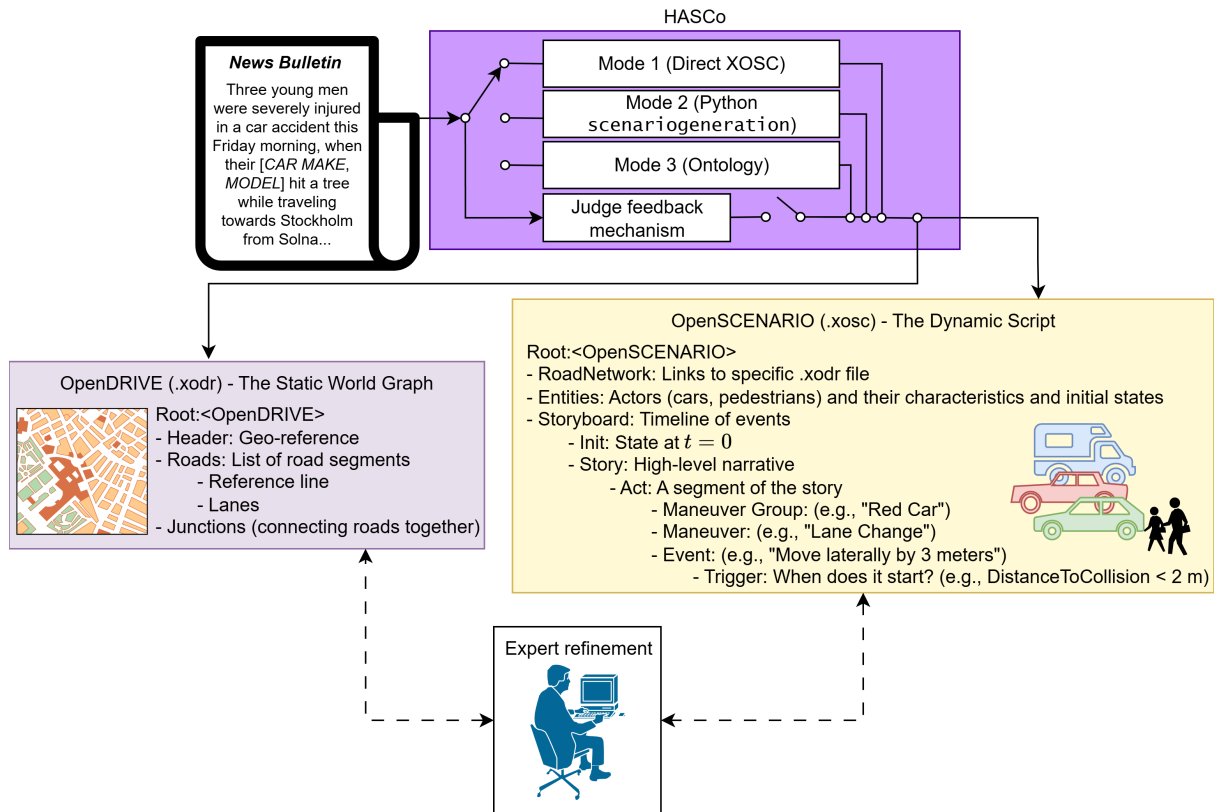 HASCo
News Bulletin
Three young men
were severely injured
in a car accident this
Friday morning, when
their [CAR MAKE,
MODEL] hit a tree
while traveling
towards Stockholm
from Solna...
Mode 1 (Direct XOSC)
Mode 2 (Python
scenariogeneration)
Mode 3 (Ontology)
Judge feedback
mechanism
OpenDRIVE (.xodr) - The Static World Graph
Root:<OpenDRIVE>
- Header: Geo-reference
- Roads: List of road segments
- Reference line
- Lanes
- Junctions (connecting roads together)
OpenSCENARIO (.xosc) - The Dynamic Script
Root:<OpenSCENARIO>
- RoadNetwork: Links to specific .xodr file
- Entities: Actors (cars, pedestrians) and their characteristics and initial states
- Storyboard: Timeline of events
- Init: State at t = 0
- Story: High-level narrative
- Act: A segment of the story
- Maneuver Group: (e.g., "Red Car")
- Maneuver: (e.g., "Lane Change")
- Event: (e.g., "Move laterally by 3 meters")
- Trigger: When does it start? (e.g., DistanceToCollision < 2 m)
Expert refinement